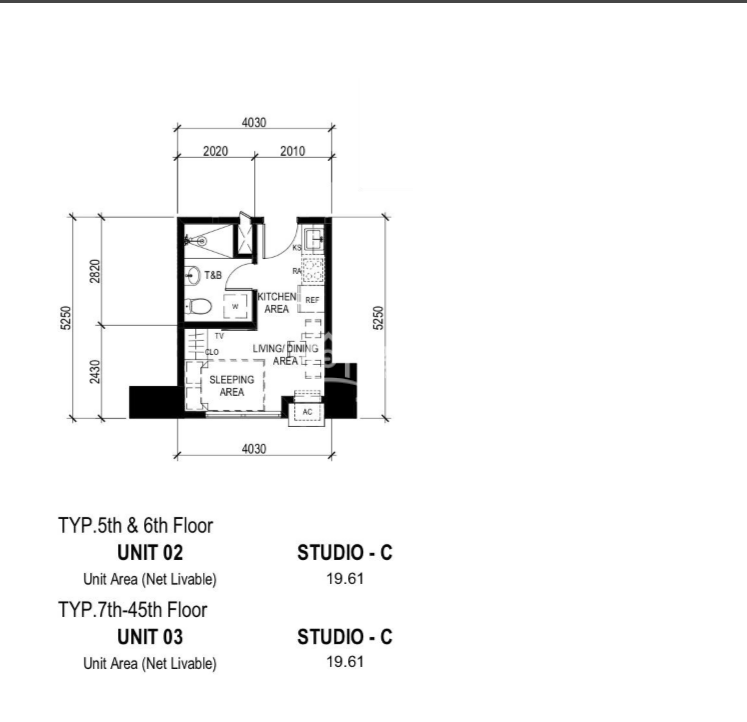 4030
2020 2010
KS
T&B
RA
2820
KITCHEN
AREA
REF
W
5250
5250
TV
CLO
LIVING/ DINING
AREA
2430
SLEEPING
AREA
AC
4030
TYP.5th & 6th Floor
UNIT 02 STUDIO - C
Unit Area (Net Livable) 19.61
TYP.7th-45th Floor
UNIT 03 STUDIO - C
Unit Area (Net Livable) 19.61